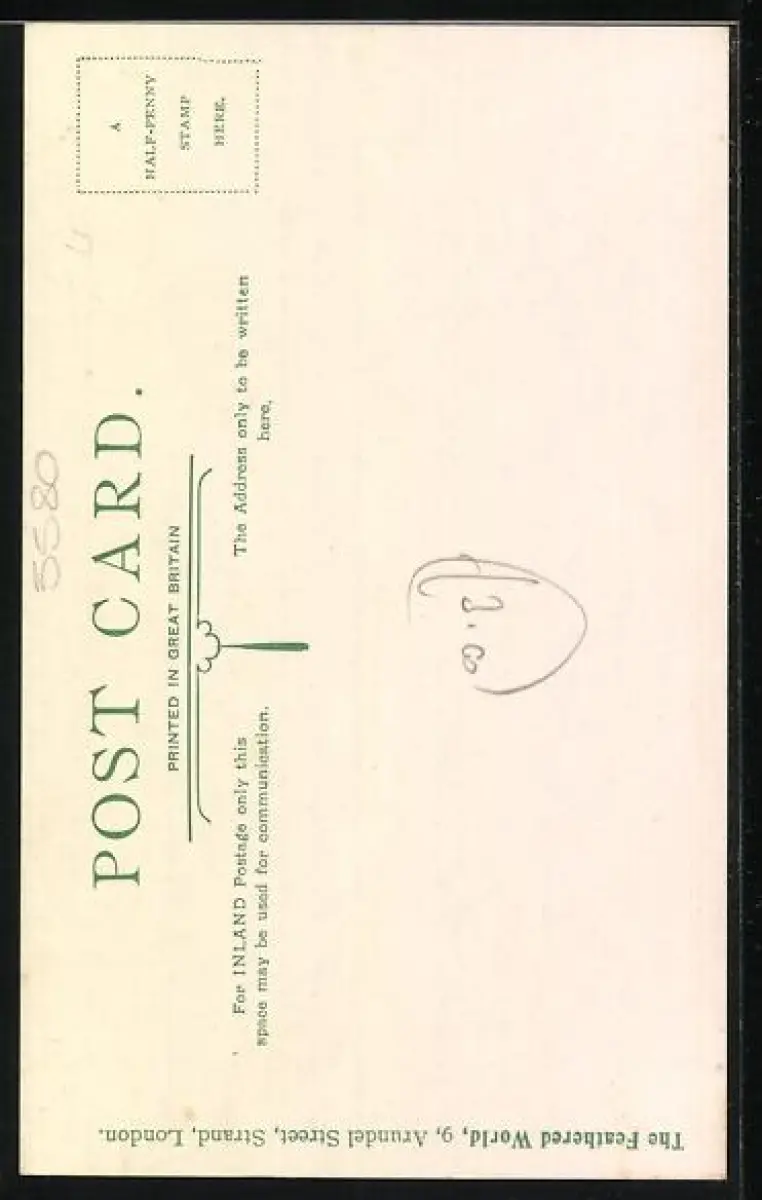 5580
POST CARD.
PRINTED IN GREAT BRITAIN
A
HALF-PENNY
STAMP
HERE.
For INLAND Postage only this
space may be used for communication.
The Address only to be written
here.
The Feathered World, 9, Arundel Street, Strand, London.